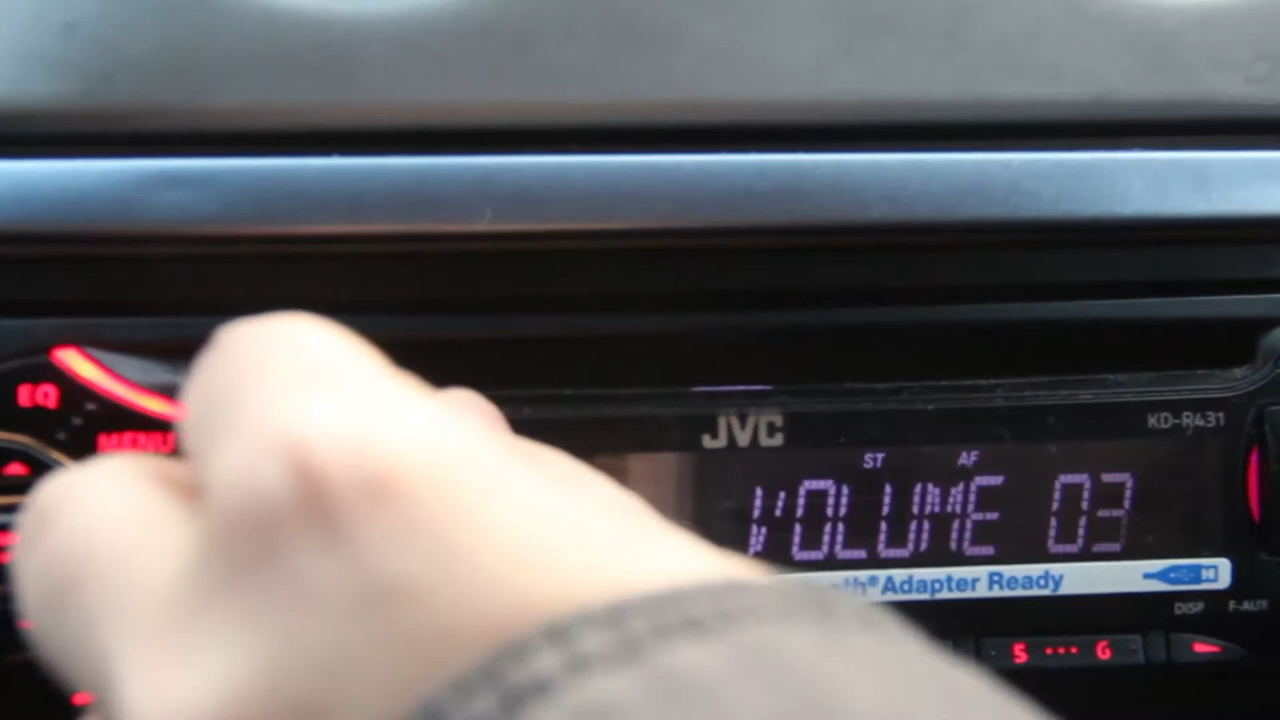 EQ
MENU
JVC
KD-R431
ST AF
VOLUME 03
Adapter Ready
DISP F-AUX
5 ••• 6